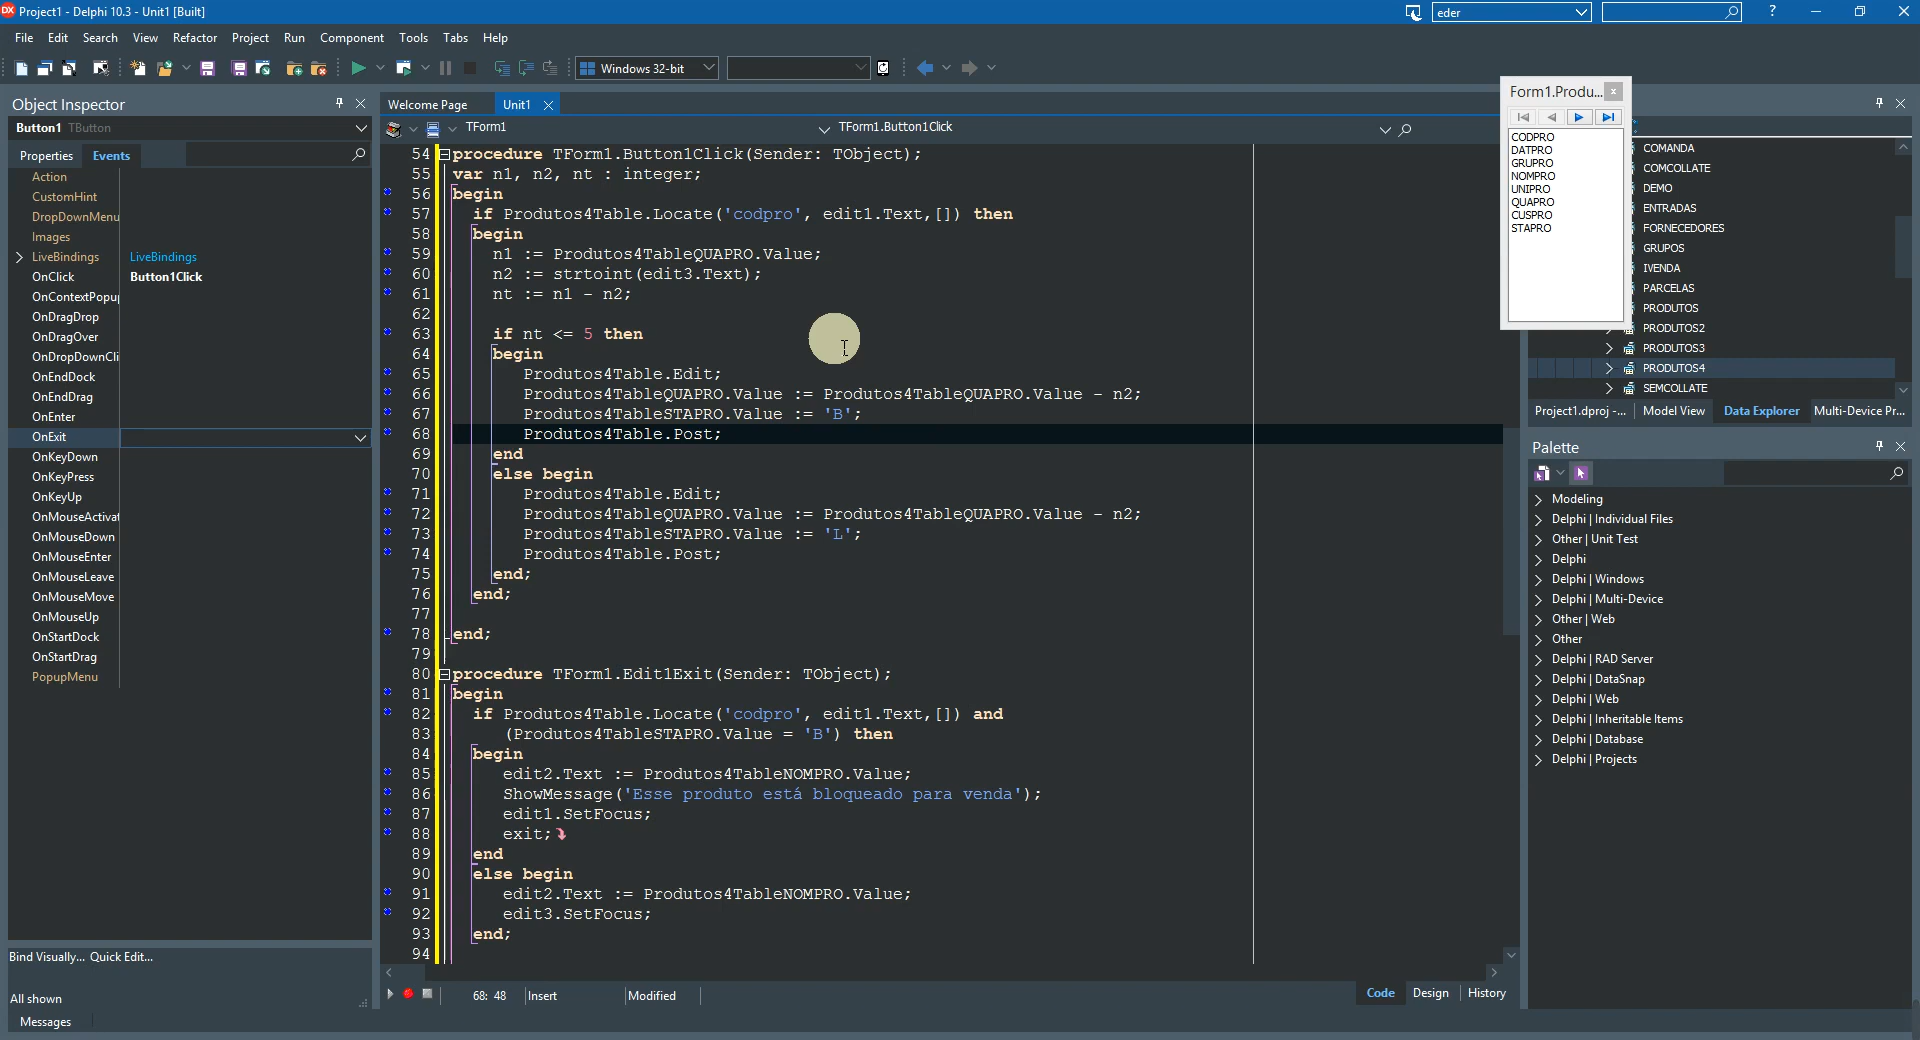 Project1 - Delphi 10.3 - Unit1 [Built]
eder
?
File Edit Search View Refactor Project Run Component Tools Tabs Help
Windows 32-bit
Object Inspector
Button1 TButton
Properties Events
Action
CustomHint
DropDownMenu
Images
LiveBindings LiveBindings
OnClick Button1Click
OnContextPopu
OnDragDrop
OnDragOver
OnDropDownCli
OnEndDock
OnEndDrag
OnEnter
OnExit
OnKeyDown
OnKeyPress
OnKeyUp
OnMouseActivat
OnMouseDown
OnMouseEnter
OnMouseLeave
OnMouseMove
OnMouseUp
OnStartDock
OnStartDrag
PopupMenu
Bind Visually... Quick Edit...
All shown
Messages
Welcome Page Unit1
TForm1 TForm1.Button1Click
54 procedure TForm1.Button1Click(Sender: TObject);
55 var n1, n2, nt : integer;
56 begin
57 if Produtos4Table.Locate('codpro', edit1.Text,[]) then
58 begin
59 n1 := Produtos4TableQUAPRO.Value;
60 n2 := strtoint(edit3.Text);
61 nt := n1 - n2;
62
63 if nt <= 5 then
64 begin
65 Produtos4Table.Edit;
66 Produtos4TableQUAPRO.Value := Produtos4TableQUAPRO.Value - n2;
67 Produtos4TableSTAPRO.Value := 'B';
68 Produtos4Table.Post;
69 end
70 else begin
71 Produtos4Table.Edit;
72 Produtos4TableQUAPRO.Value := Produtos4TableQUAPRO.Value - n2;
73 Produtos4TableSTAPRO.Value := 'L';
74 Produtos4Table.Post;
75 end;
76 end;
77
78 end;
79
80 procedure TForm1.Edit1Exit(Sender: TObject);
81 begin
82 if Produtos4Table.Locate('codpro', edit1.Text,[]) and
83 (Produtos4TableSTAPRO.Value = 'B') then
84 begin
85 edit2.Text := Produtos4TableNOMPRO.Value;
86 ShowMessage('Esse produto está bloqueado para venda');
87 edit1.SetFocus;
88 exit;
89 end
90 else begin
91 edit2.Text := Produtos4TableNOMPRO.Value;
92 edit3.SetFocus;
93 end;
94
68: 48 Insert Modified
Code Design History
Form1.Produ...
CODPRO
DATPRO
GRUPRO
NOMPRO
UNIPRO
QUAPRO
CUSPRO
STAPRO
COMANDA
COMCOLLATE
DEMO
ENTRADAS
FORNECEDORES
GRUPOS
IVENDA
PARCELAS
PRODUTOS
PRODUTOS2
PRODUTOS3
PRODUTOS4
SEMCOLLATE
Project1.dproj -... Model View Data Explorer Multi-Device Pr...
Palette
Modeling
Delphi | Individual Files
Other | Unit Test
Delphi
Delphi | Windows
Delphi | Multi-Device
Other | Web
Other
Delphi | RAD Server
Delphi | DataSnap
Delphi | Web
Delphi | Inheritable Items
Delphi | Database
Delphi | Projects